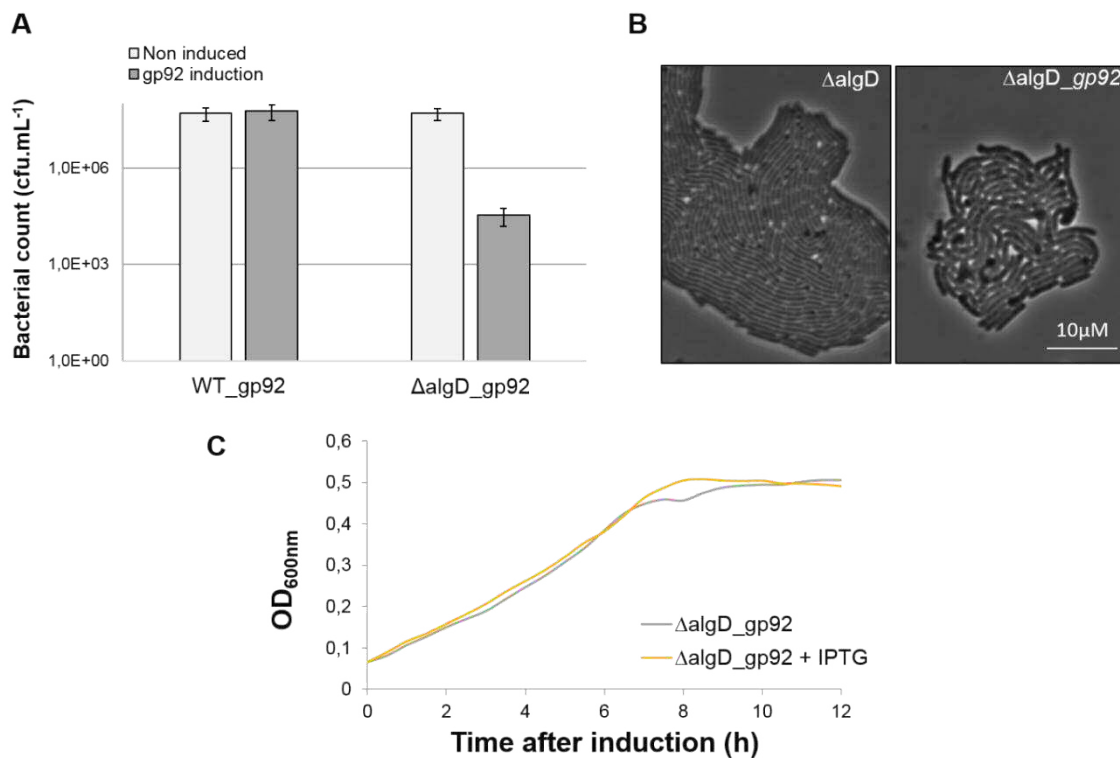 A
Non induced
gp92 induction
Bacterial count (cfu.mL-1)
1,0E+06
1,0E+03
1,0E+00
WT_gp92
ΔalgD_gp92
B
ΔalgD
ΔalgD_gp92
10µM
C
OD600nm
0,6
0,5
0,4
0,3
0,2
0,1
0
0 2 4 6 8 10 12
ΔalgD_gp92
ΔalgD_gp92 + IPTG
Time after induction (h)